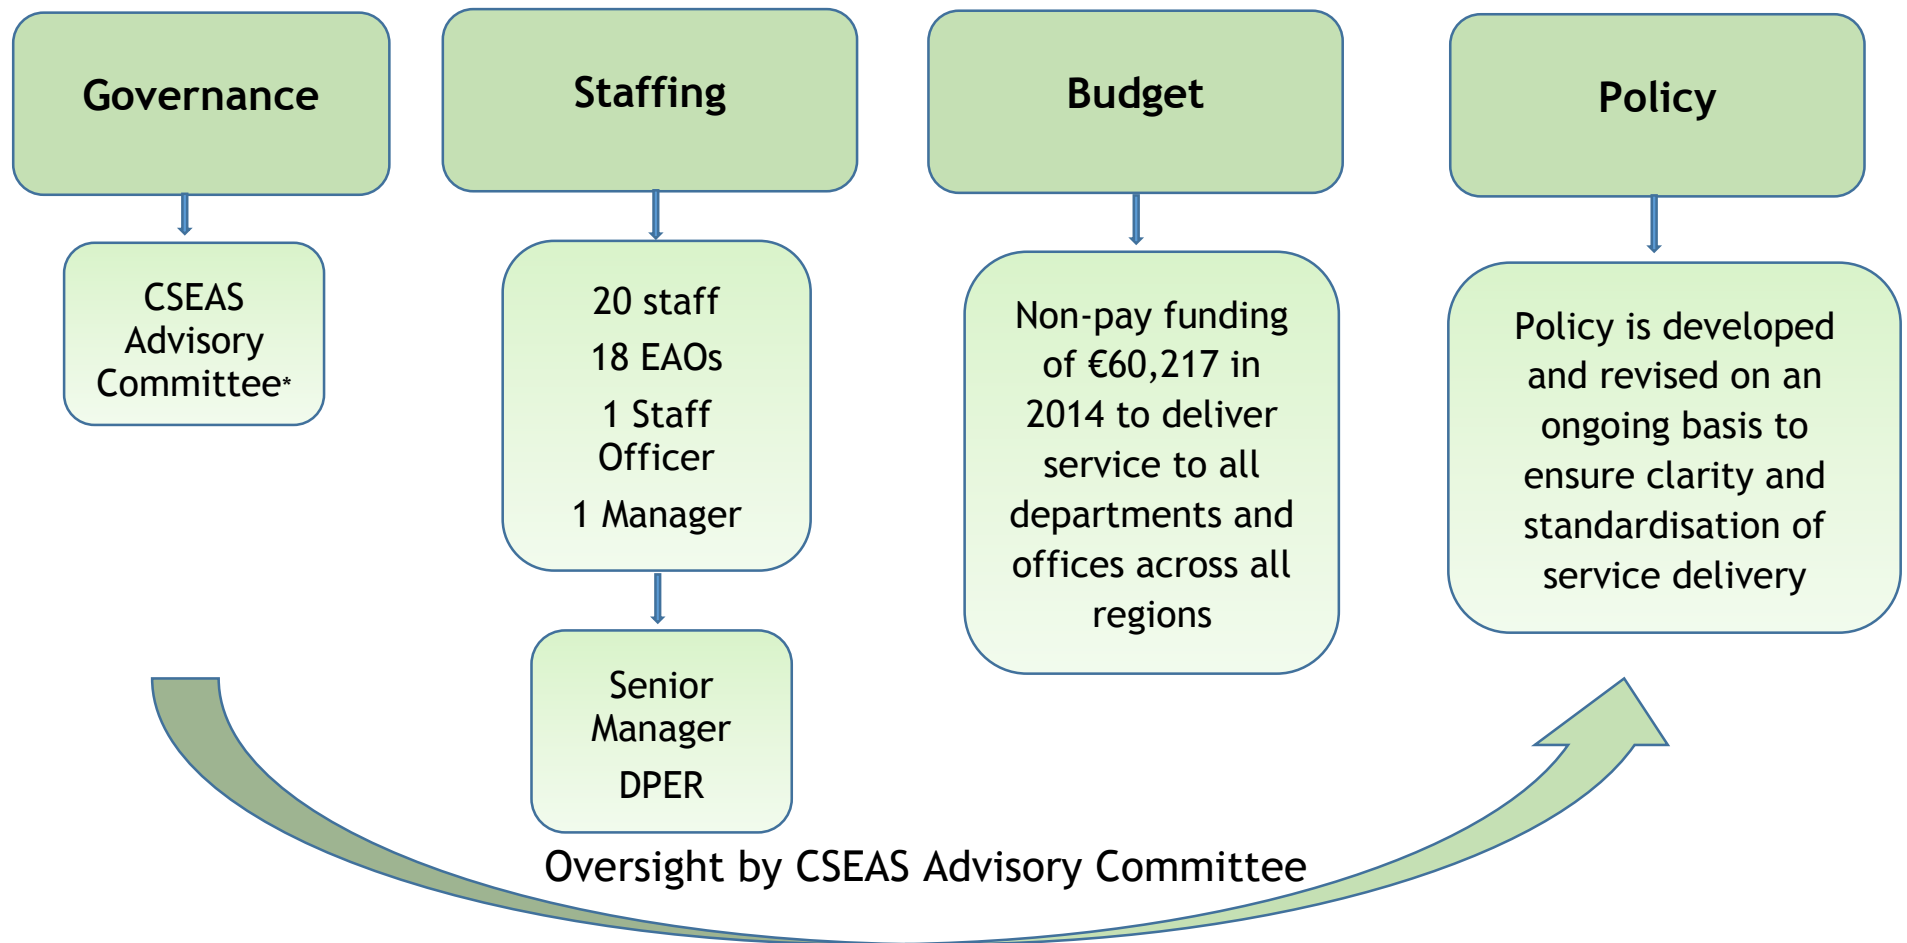 Governance
CSEAS
Advisory
Committee*
Staffing
20 staff
18 EAOs
1 Staff
Officer
1 Manager
Senior
Manager
DPER
Budget
Non-pay funding
of €60,217 in
2014 to deliver
service to all
departments and
offices across all
regions
Policy
Policy is developed
and revised on an
ongoing basis to
ensure clarity and
standardisation of
service delivery
Oversight by CSEAS Advisory Committee